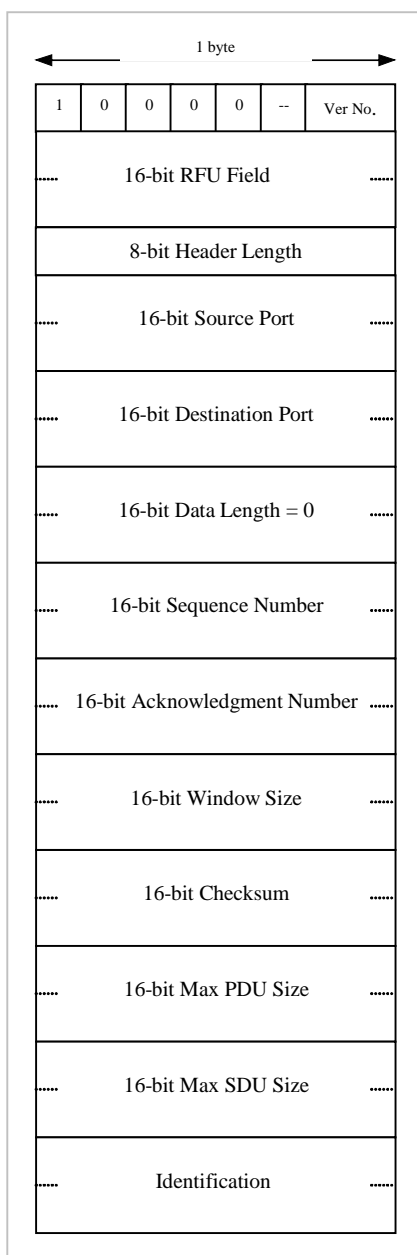 1 byte
1 0 0 0 0 -- Ver No.
16-bit RFU Field
8-bit Header Length
16-bit Source Port
16-bit Destination Port
16-bit Data Length = 0
16-bit Sequence Number
16-bit Acknowledgment Number
16-bit Window Size
16-bit Checksum
16-bit Max PDU Size
16-bit Max SDU Size
Identification